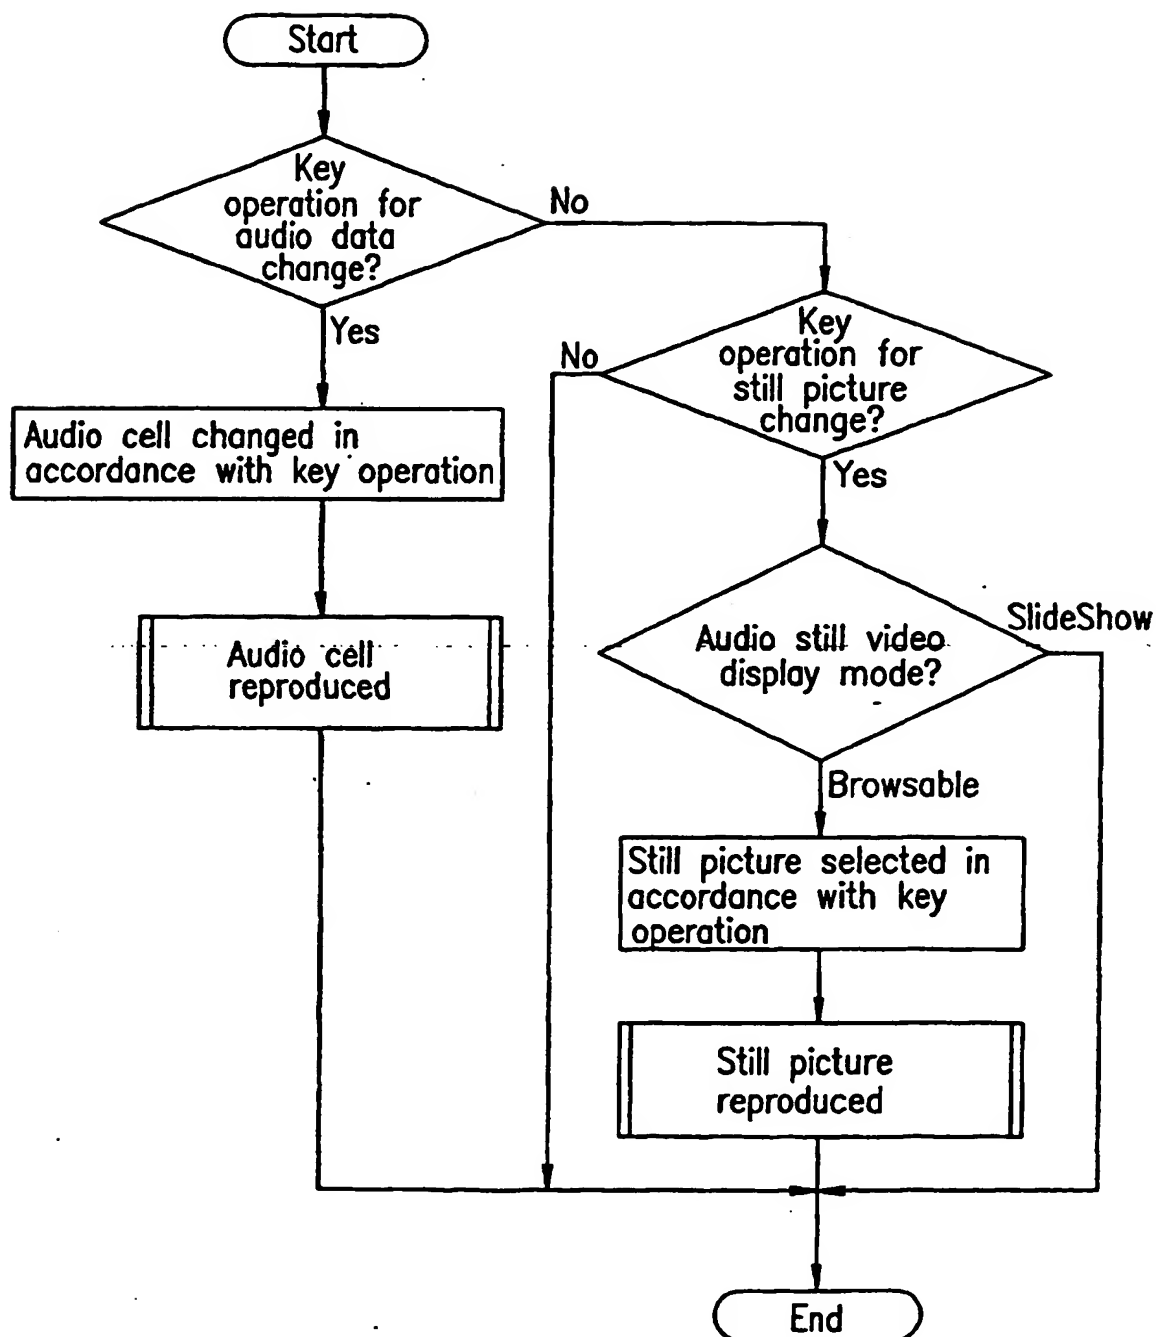 Start
Key
operation for
audio data
change?
No
Yes
Key
operation for
still picture
change?
No
Yes
Audio cell changed in
accordance with key operation
Audio cell
reproduced
Audio still video
display mode?
SlideShow
Browsable
Still picture selected in
accordance with key
operation
Still picture
reproduced
End